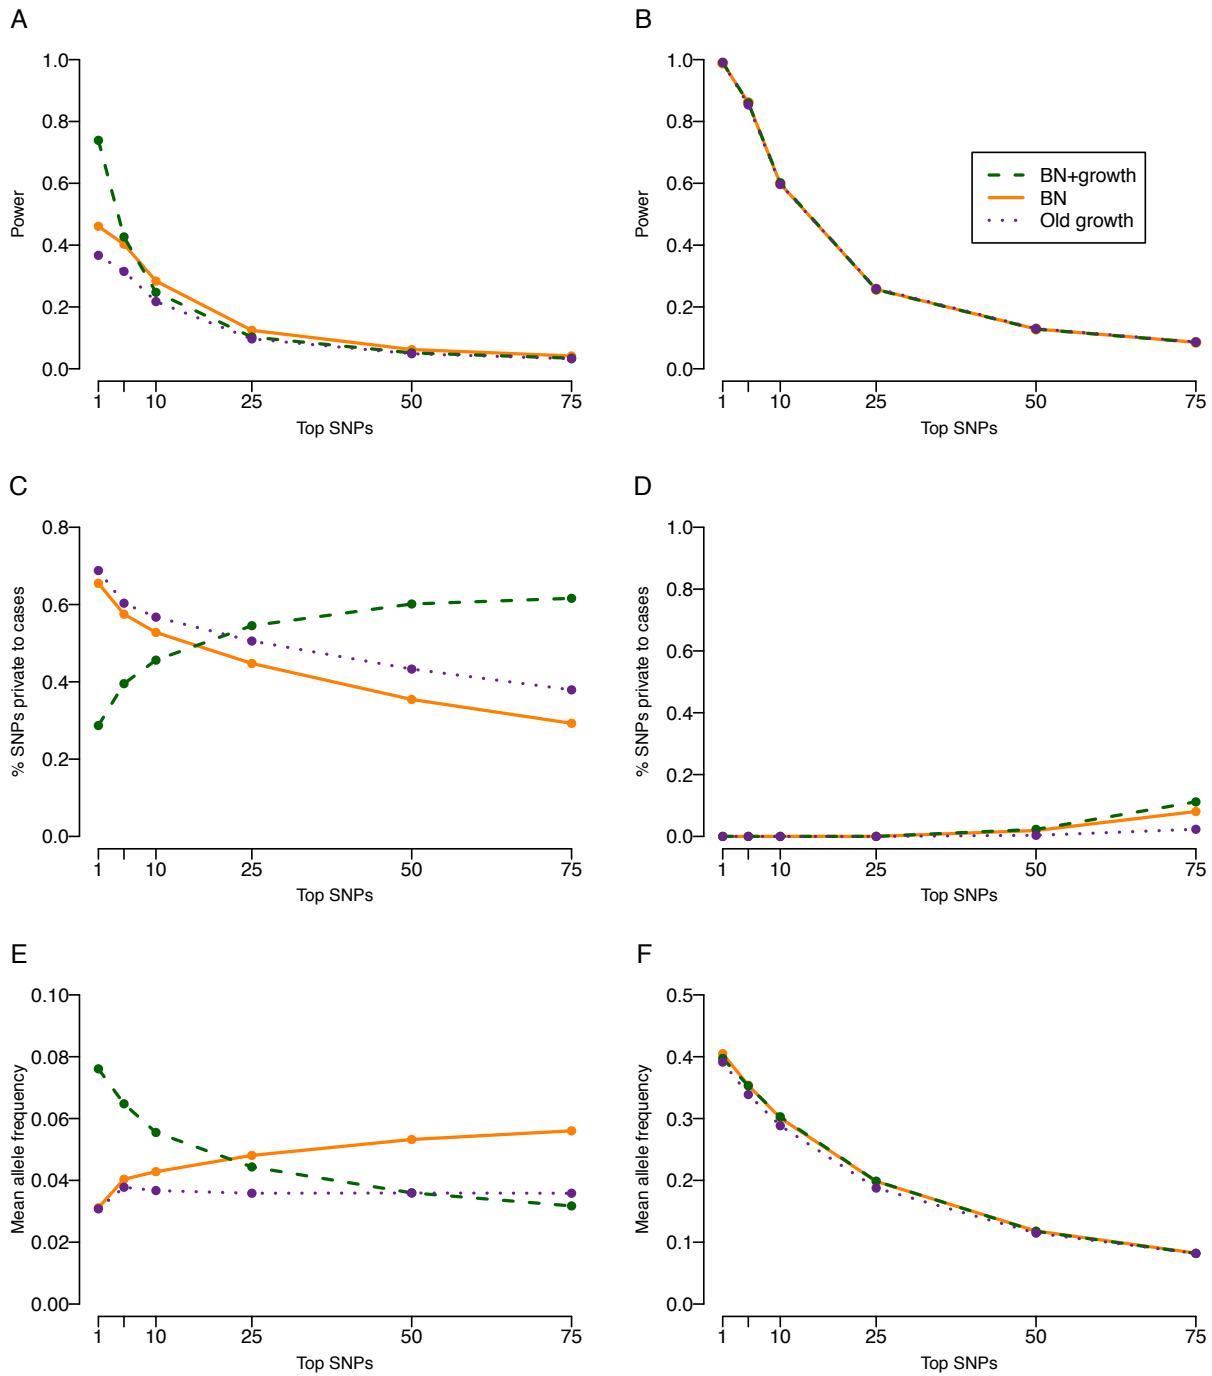 A
1.0
0.8
0.6
0.4
0.2
0.0
Power
1 10 25 50 75
Top SNPs
B
1.0
0.8
0.6
0.4
0.2
0.0
Power
BN+growth
BN
Old growth
1 10 25 50 75
Top SNPs
C
0.8
0.6
0.4
0.2
0.0
% SNPs private to cases
1 10 25 50 75
Top SNPs
D
1.0
0.8
0.6
0.4
0.2
0.0
% SNPs private to cases
1 10 25 50 75
Top SNPs
E
0.10
0.08
0.06
0.04
0.02
0.00
Mean allele frequency
1 10 25 50 75
Top SNPs
F
0.5
0.4
0.3
0.2
0.1
0.0
Mean allele frequency
1 10 25 50 75
Top SNPs